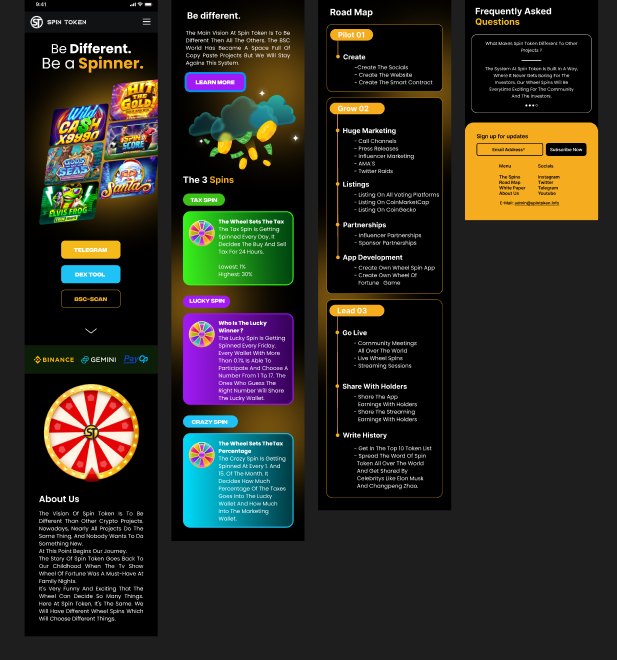 9:41
SPIN TOKEN
Be Different.
Be a Spinner.
Wild
CASH
x9990
HIT
THE
GOLD!
SPIN
SCORE
Santa
ELVIS FROG
TELEGRAM
DEX TOOL
BSC-SCAN
BINANCE
GEMINI
About Us
The Vision Of Spin Token Is To Be
Different Than Other Crypto Projects.
Nowadays, Nearly All Projects Do The
Same Thing, And Nobody Wants To Do
Something New.
At This Point Begins Our Journey.
The Story Of Spin Token Goes Back To
Our Childhood When The Tv Show
Wheel Of Fortune Was A Must-Have At
Family Nights.
It's Very Funny And Exciting That The
Wheel Can Decide So Many Things.
Here At Spin Token, It's The Same. We
Will Have Different Wheel Spins Which
Will Choose Different Things.
Be different.
The Main Vision At Spin Token Is To Be
Different Then All The Others. The BSC
World Has Became A Space Full Of
Copy Paste Projects But We Will Stay
Agains This System.
LEARN MORE
The 3 Spins
TAX SPIN
The Wheel Sets The Tax
The Tax Spin Is Getting
Spinned Every Day. It
Decides The Buy And Sell
Tax For 24 Hours.
Lowest: 1%
Highest: 30%
LUCKY SPIN
Who Is The Lucky
Winner ?
The Lucky Spin Is Getting
Spinned Every Friday.
Every Wallet With More
Than 0.1% Is Able To
Participate And Choose A
Number From 1 To 17. The
Ones Who Guess The
Right Number Will Share
The Lucky Wallet.
CRAZY SPIN
The Wheel Sets TheTax
Percentage
The Crazy Spin Is Getting
Spinned At Every 1. And
15. Of The Month. It
Decides How Much
Percentage Of The Taxes
Goes Into The Lucky
Wallet And How Much
Into The Marketing
Wallet.
Road Map
Pilot 01
Create
-Create The Socials
- Create The Website
- Create The Smart Contract
Grow 02
Huge Marketing
- Call Channels
- Press Releases
- Influencer Marketing
- AMA'S
- Twitter Raids
Listings
- Listing On All Voting Platforms
- Listing On CoinMarketCap
- Listing On CoinGecko
Partnerships
- Influencer Partnerships
- Sponsor Partnerships
App Development
- Create Own Wheel Spin App
- Create Own Wheel Of
Fortune Game
Lead 03
Go Live
- Community Meetings
All Over The World
- Live Wheel Spins
- Streaming Sessions
Share With Holders
- Share The App
Earnings With Holders
- Share The Streaming
Earnings With Holders
Write History
- Get In The Top 10 Token List
- Spread The Word Of Spin
Token All Over The World
And Get Shared By
Celebritys Like Elon Musk
And Changpeng Zhao.
Frequently Asked
Questions
What Makes Spin Token Different To Other
Projects ?
The System At Spin Token Is Built In A Way,
Where It Never Gets Boring For The
Investors. Our Wheel Spins Will Be
Everytime Exciting For The Community
And The Investors.
Sign up for updates
Email Address*
Subscribe Now
Menu
Socials
The Spins
Instagram
Road Map
Twitter
White Paper
Telegram
About Us
Youtube
E-Mail: admin@spintoken.info